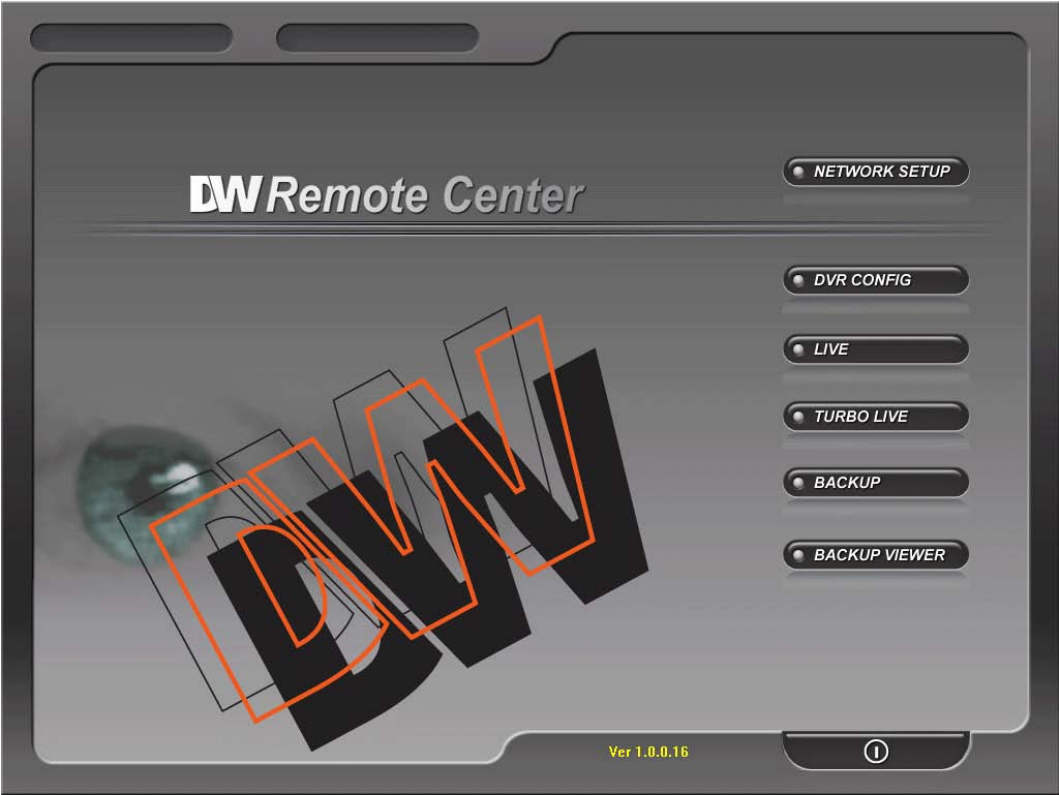 DW Remote Center
NETWORK SETUP
DVR CONFIG
LIVE
TURBO LIVE
BACKUP
BACKUP VIEWER
DW
Ver 1.0.0.16